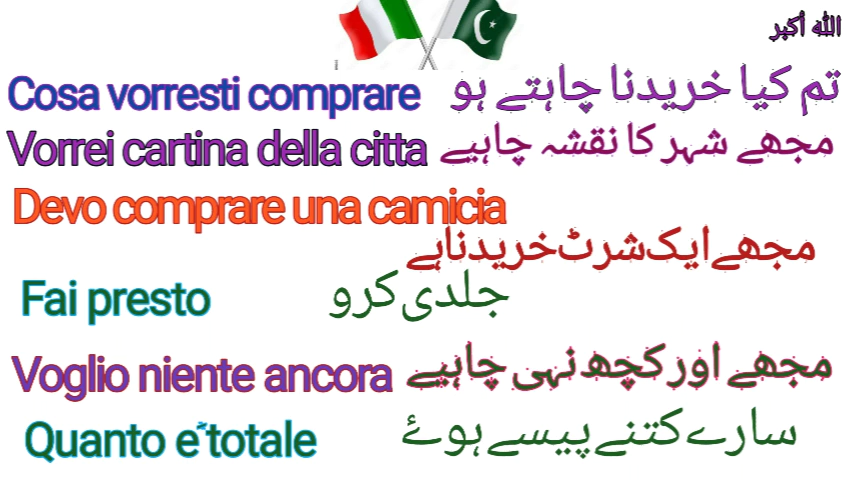 الله أكبر
Cosa vorresti comprare تم کیا خریدنا چاہتے ہو
Vorrei cartina della citta مجھے شہر کا نقشہ چاہیے
Devo comprare una camicia
مجھے ایک شرٹ خریدنا ہے
Fai presto جلدی کرو
Voglio niente ancora مجھے اور کچھ نہی چاہیے
Quanto e totale سارے کتنے پیسے ہوئے